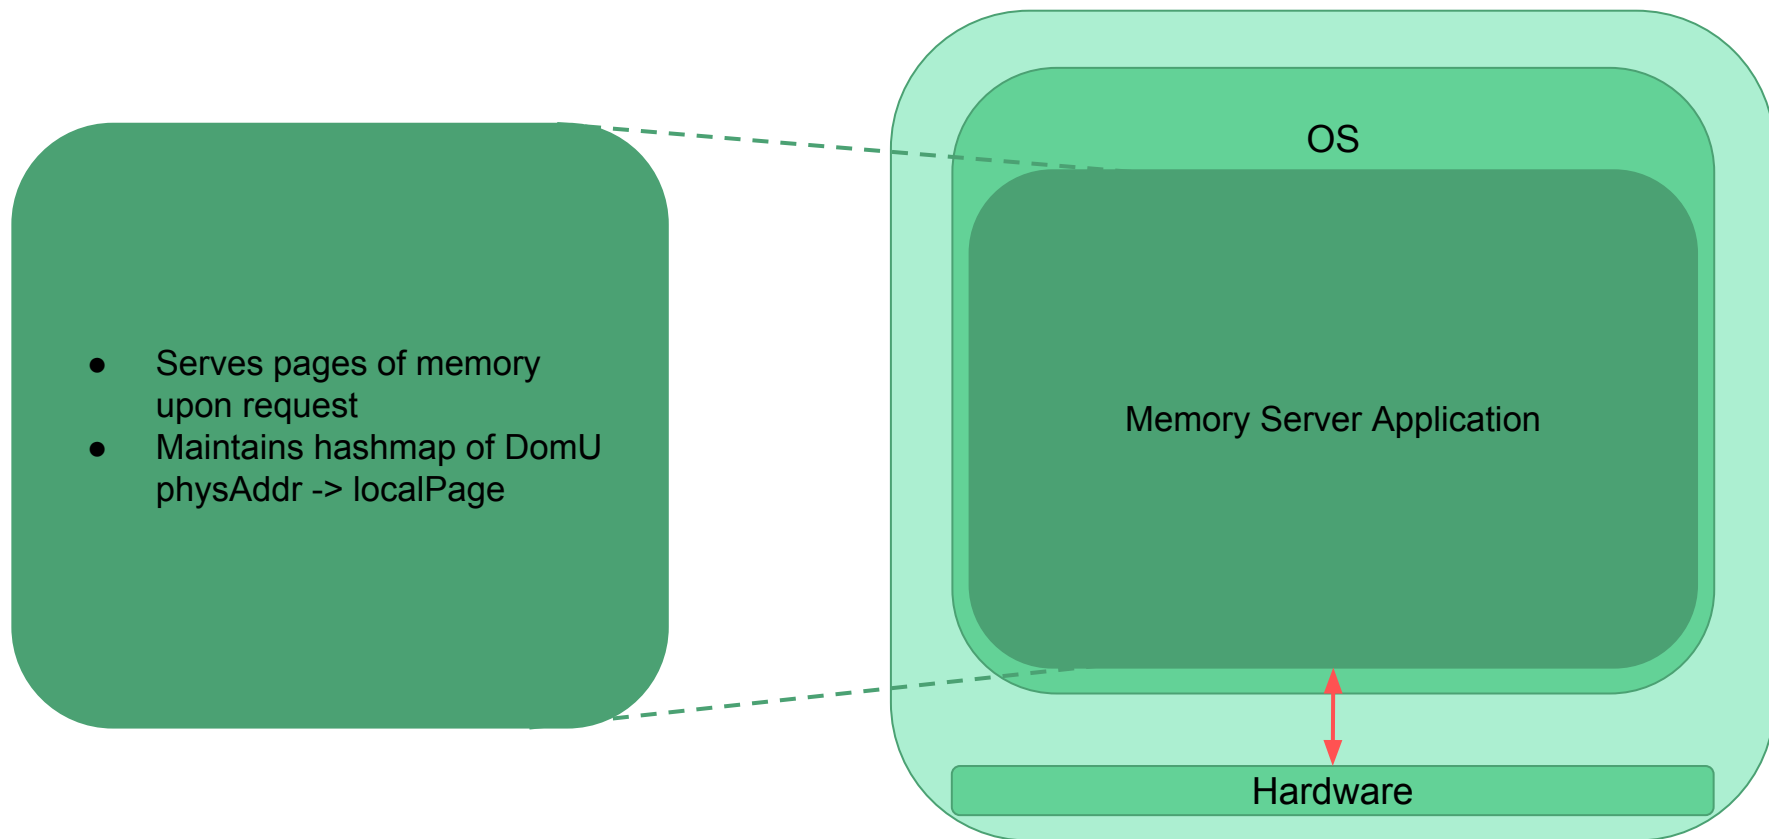 ● Serves pages of memory
upon request
● Maintains hashmap of DomU
physAddr -> localPage
OS
Memory Server Application
Hardware